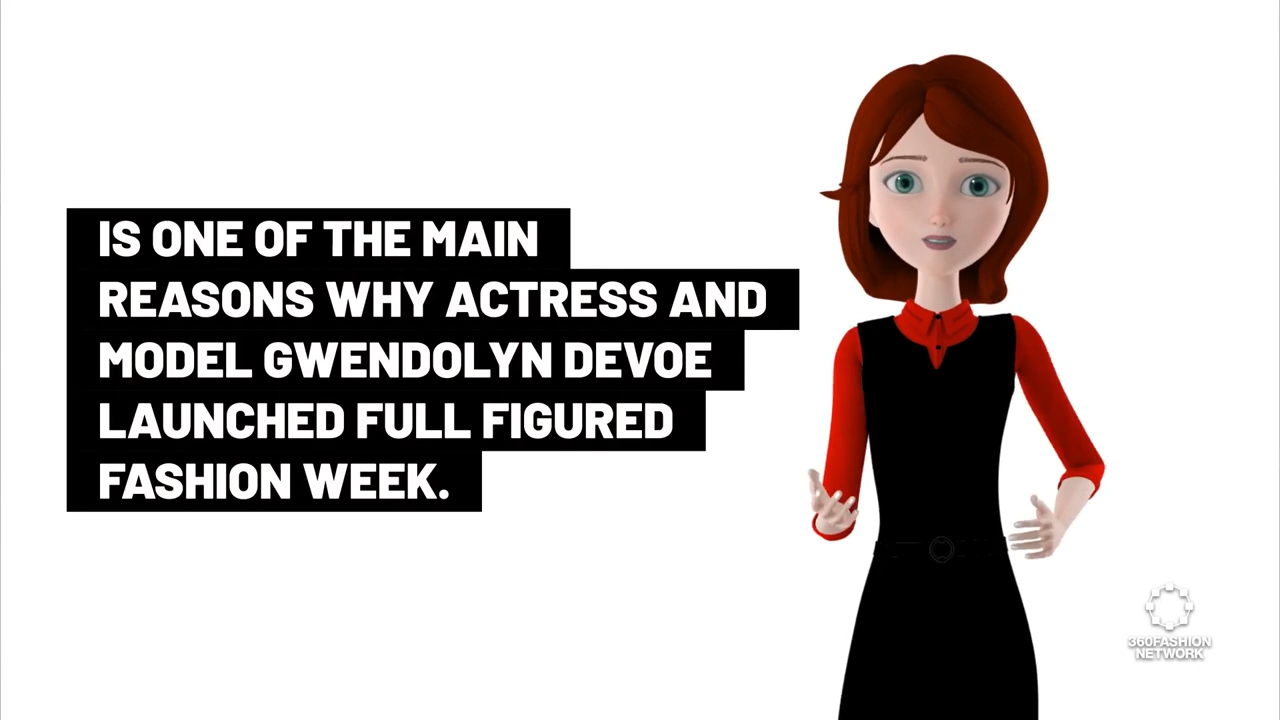 IS ONE OF THE MAIN
REASONS WHY ACTRESS AND
MODEL GWENDOLYN DEVOE
LAUNCHED FULL FIGURED
FASHION WEEK.
360FASHION
NETWORK